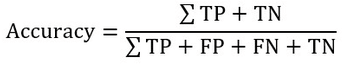 Accuracy = (∑ TP + TN) / (∑ TP + FP + FN + TN)